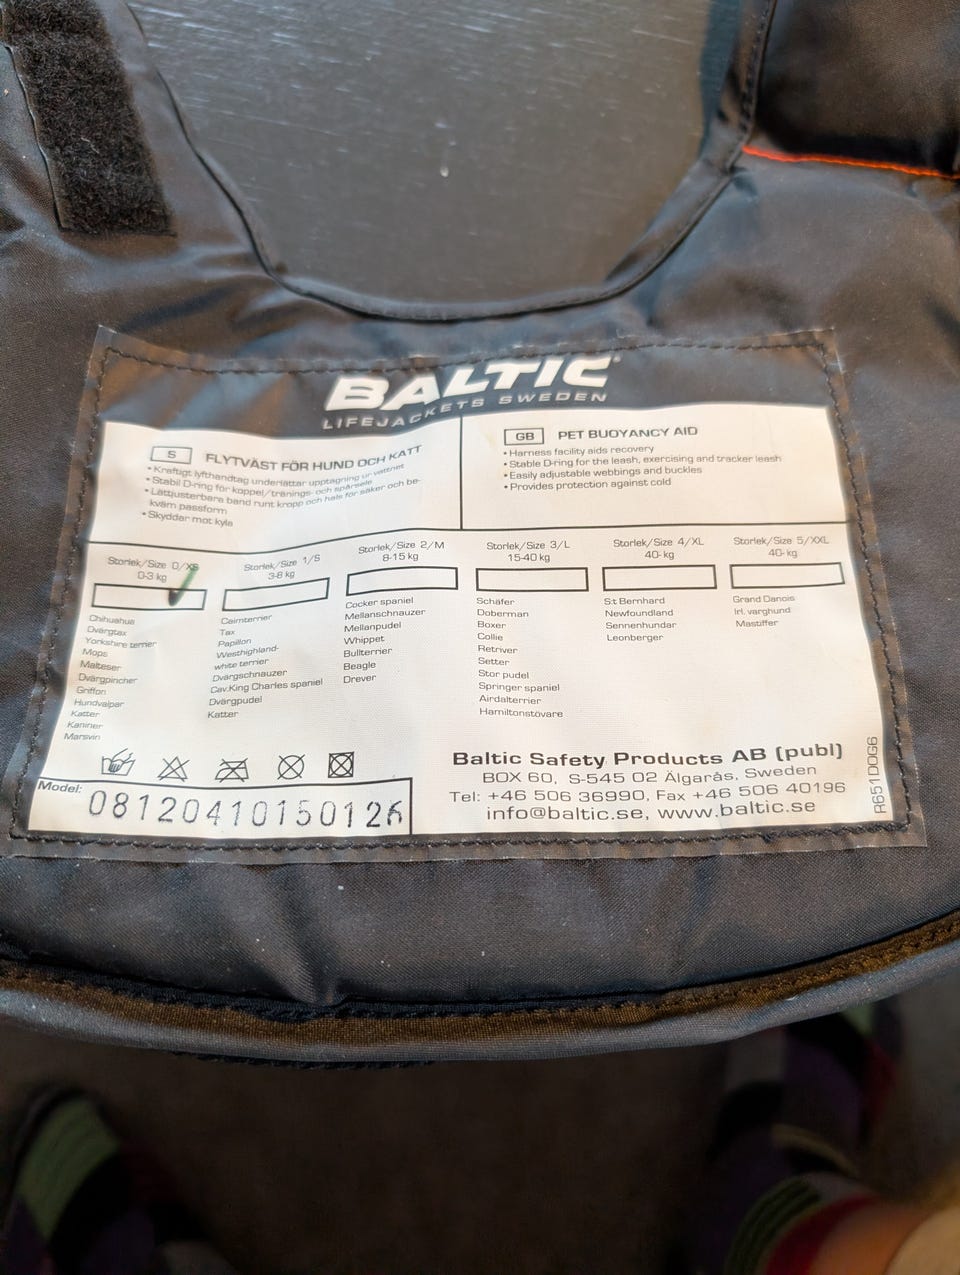 BALTIC
LIFEJACKETS SWEDEN
S FLYTVÄST FÖR HUND OCH KATT
• Kraftigt lyfthandtag underlättar upptagning ur vattnet
• Stabil D-ring för koppel/tränings- och spårsele
• Lättjusterbara band runt kropp och hals för säker och be-
kväm passform
• Skyddar mot kyla
GB PET BUOYANCY AID
• Harness facility aids recovery
• Stable D-ring for the leash, exercising and tracker leash
• Easily adjustable webbings and buckles
• Provides protection against cold
Storlek/Size 0/XS
0-3 kg
Chihuahua
Dvärgtax
Yorkshire terrier
Mops
Malteser
Dvärgpincher
Griffon
Hundvalpar
Katter
Kaniner
Marsvin
Storlek/Size 1/S
3-8 kg
Cairnterrier
Tax
Papillon
Westhighland-
white terrier
Dvärgschnauzer
Cav.King Charles spaniel
Dvärgpudel
Katter
Storlek/Size 2/M
8-15 kg
Cocker spaniel
Mellanschnauzer
Mellanpudel
Whippet
Bullterrier
Beagle
Drever
Storlek/Size 3/L
15-40 kg
Schäfer
Doberman
Boxer
Collie
Retriver
Setter
Stor pudel
Springer spaniel
Airdalterrier
Hamiltonstövare
Storlek/Size 4/XL
40- kg
S:t Bernhard
Newfoundland
Sennenhundar
Leonberger
Storlek/Size 5/XXL
40- kg
Grand Danois
Irl. varghund
Mastiffer
Model:
08120410150126
Baltic Safety Products AB (publ)
BOX 60, S-545 02 Älgarås, Sweden
Tel: +46 506 36990, Fax +46 506 40196
info@baltic.se, www.baltic.se
R651D0G6